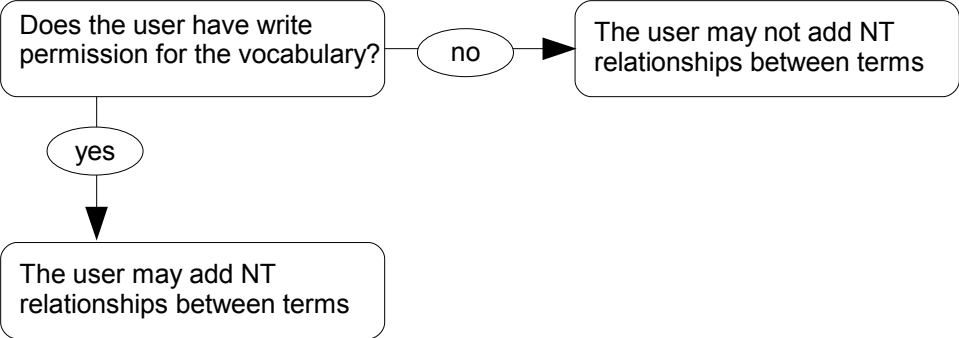 Does the user have write
permission for the vocabulary?
no
The user may not add NT
relationships between terms
yes
The user may add NT
relationships between terms